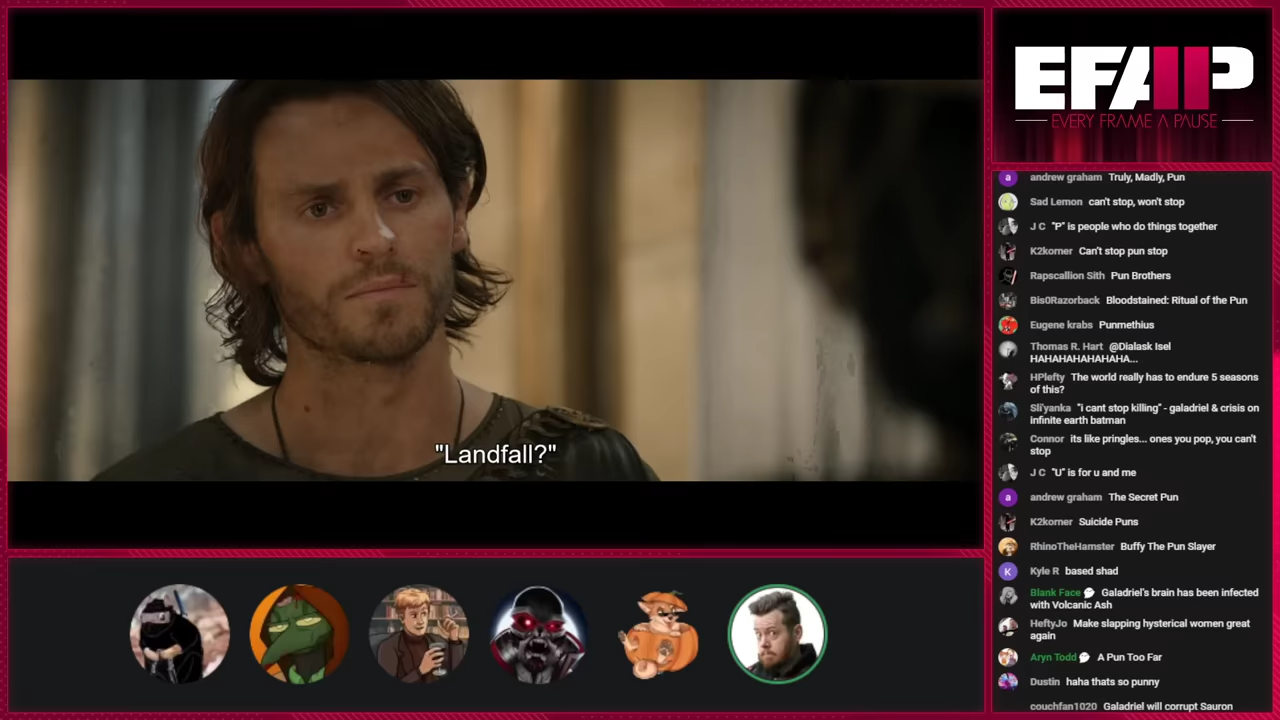 "Landfall?"
EFAP
EVERY FRAME A PAUSE
a
andrew graham Truly, Madly, Pun
Sad Lemon can't stop, won't stop
J C "P" is people who do things together
K2korner Can't stop pun stop
Rapscallion Sith Pun Brothers
Bis0Razorback Bloodstained: Ritual of the Pun
Eugene krabs Punmethius
Thomas R. Hart @Dialask Isel
HAHAHAHAHAHAHA...
HPlefty The world really has to endure 5 seasons
of this?
Sli'yanka "I cant stop killing" - galadriel & crisis on
infinite earth batman
Connor its like pringles... ones you pop, you can't
stop
J C "U" is for u and me
a
andrew graham The Secret Pun
K2korner Suicide Puns
RhinoTheHamster Buffy The Pun Slayer
K
Kyle R based shad
Blank Face Galadriel's brain has been infected
with Volcanic Ash
HeftyJo Make slapping hysterical women great
again
Aryn Todd A Pun Too Far
Dustin haha thats so punny
couchfan1020 Galadriel will corrupt Sauron